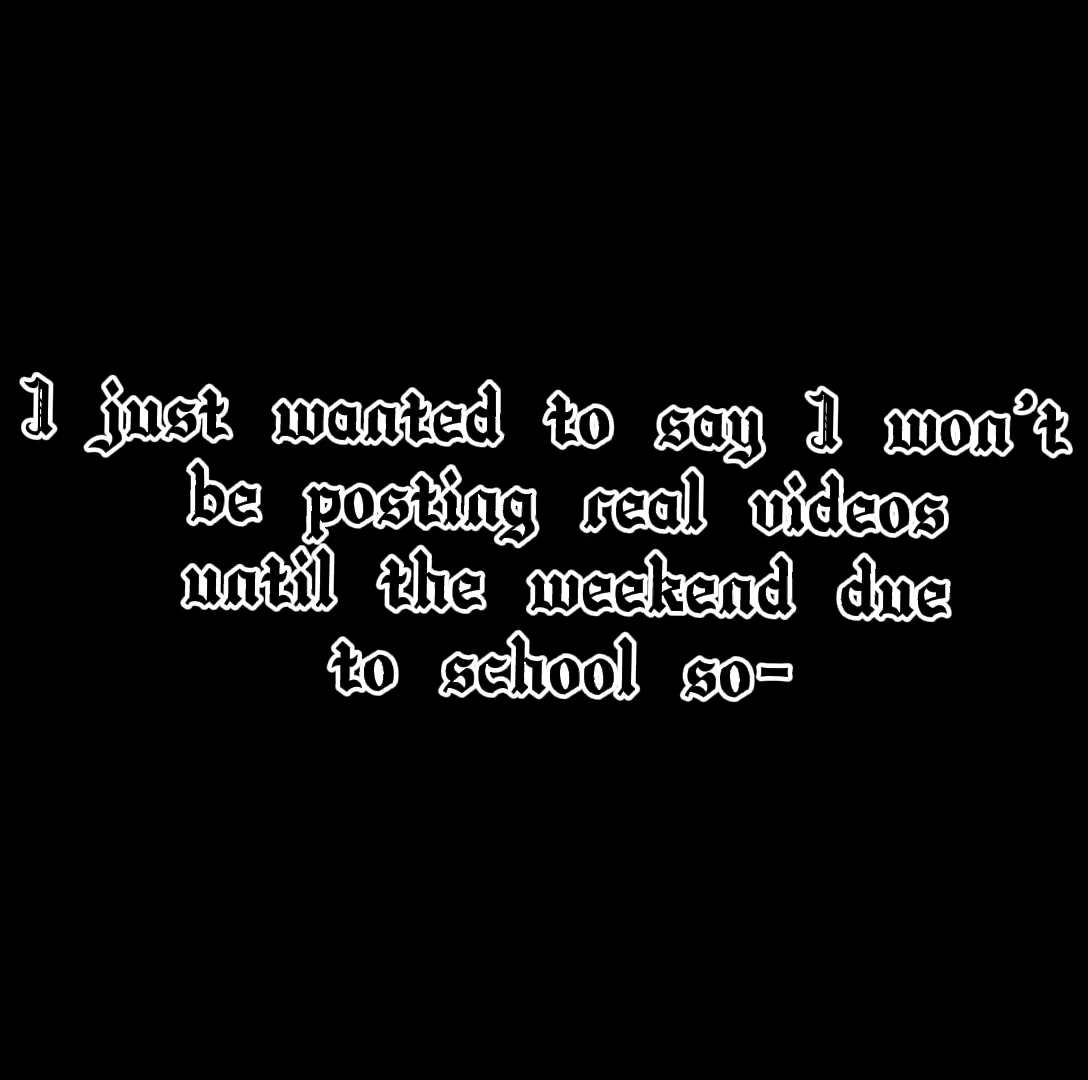 I just wanted to say I won't
be posting real videos
until the weekend due
to school so-